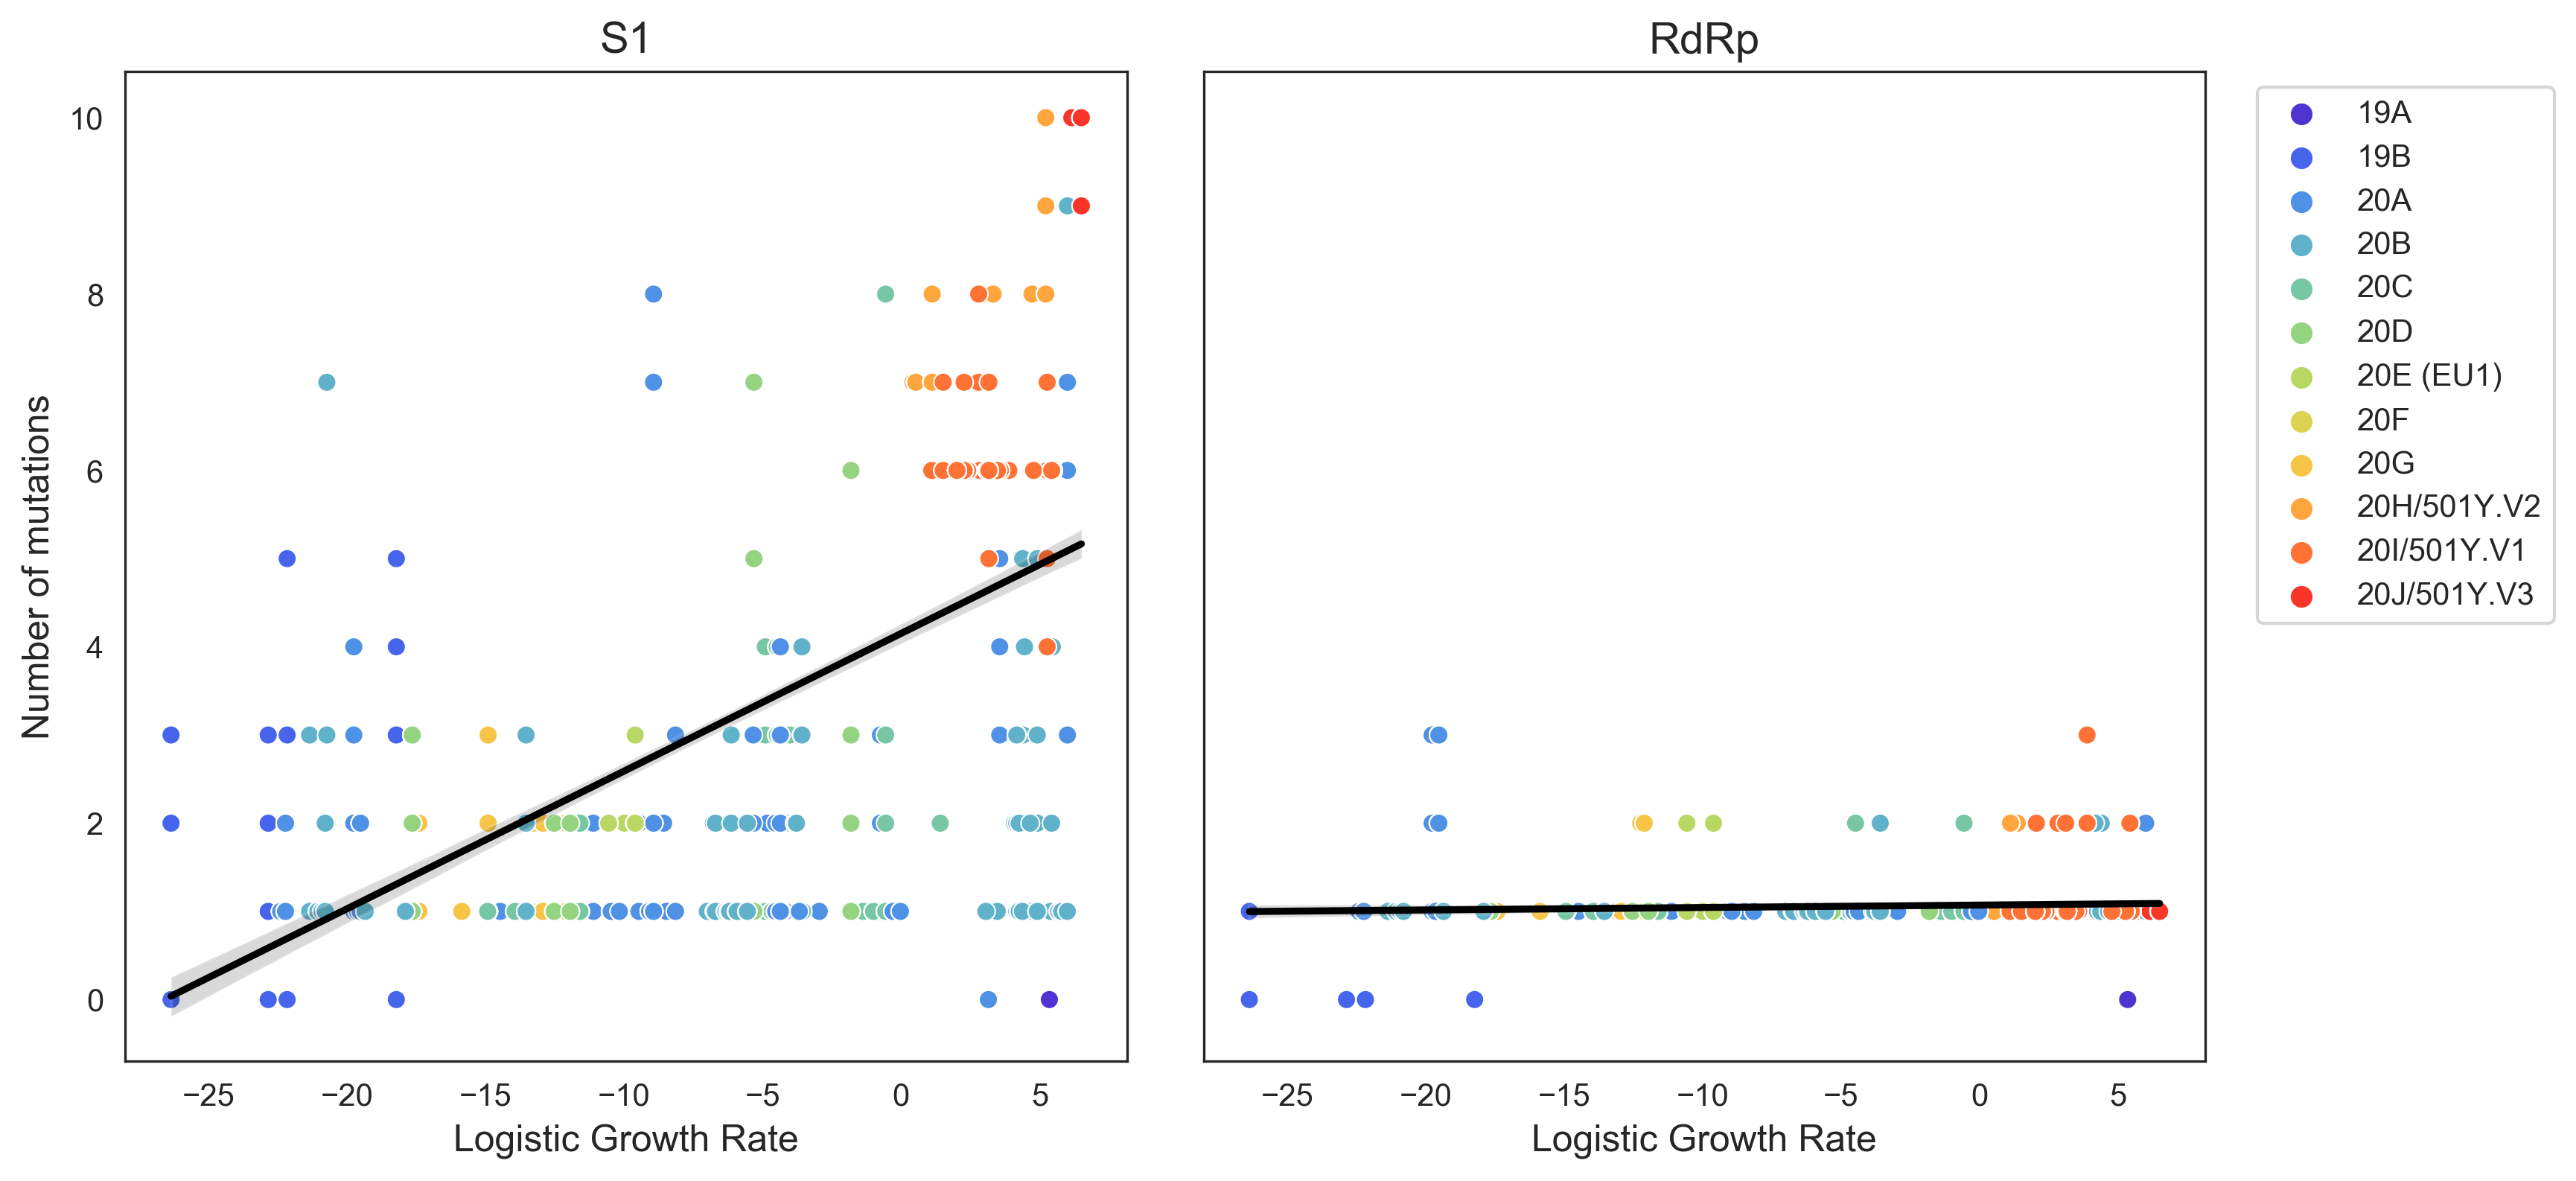 S1
RdRp
Number of mutations
10
8
6
4
2
0
−25 −20 −15 −10 −5 0 5
−25 −20 −15 −10 −5 0 5
Logistic Growth Rate
Logistic Growth Rate
19A
19B
20A
20B
20C
20D
20E (EU1)
20F
20G
20H/501Y.V2
20I/501Y.V1
20J/501Y.V3